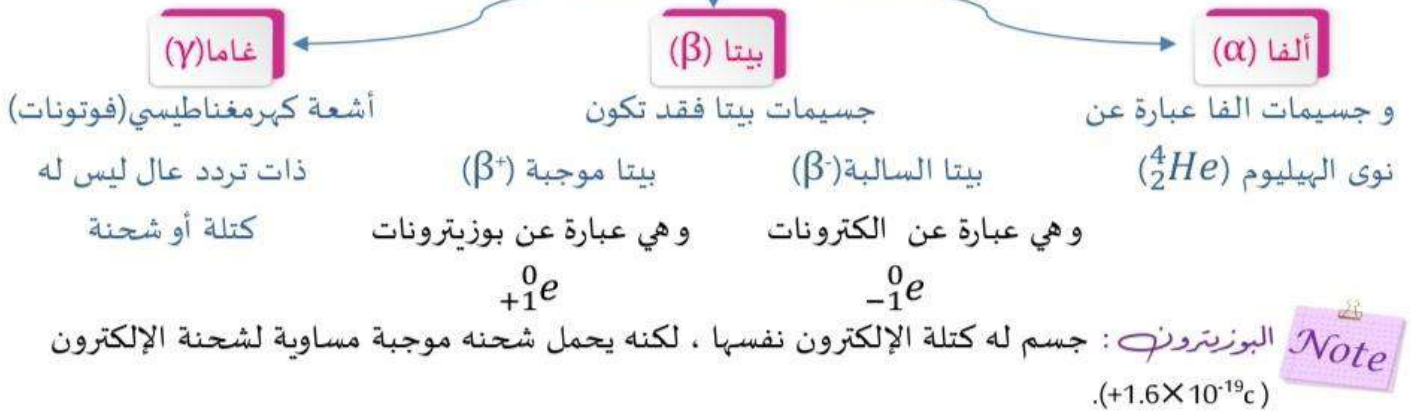 ألفا (α) بيتا (β) غاما(γ)
و جسيمات الفا عبارة عن جسيمات بيتا فقد تكون أشعة كهرمغناطيسي(فوتونات)
نوى الهيليوم (⁴₂He) بيتا السالبة(β⁻) بيتا موجبة (β⁺) ذات تردد عال ليس له
وهي عبارة عن الكترونات وهي عبارة عن بوزيترونات كتلة أو شحنة
⁰₋₁e ⁰₊₁e
Note البوزيترون : جسم له كتلة الإلكترون نفسها ، لكنه يحمل شحنه موجبة مساوية لشحنة الإلكترون
(+1.6×10⁻¹⁹c).